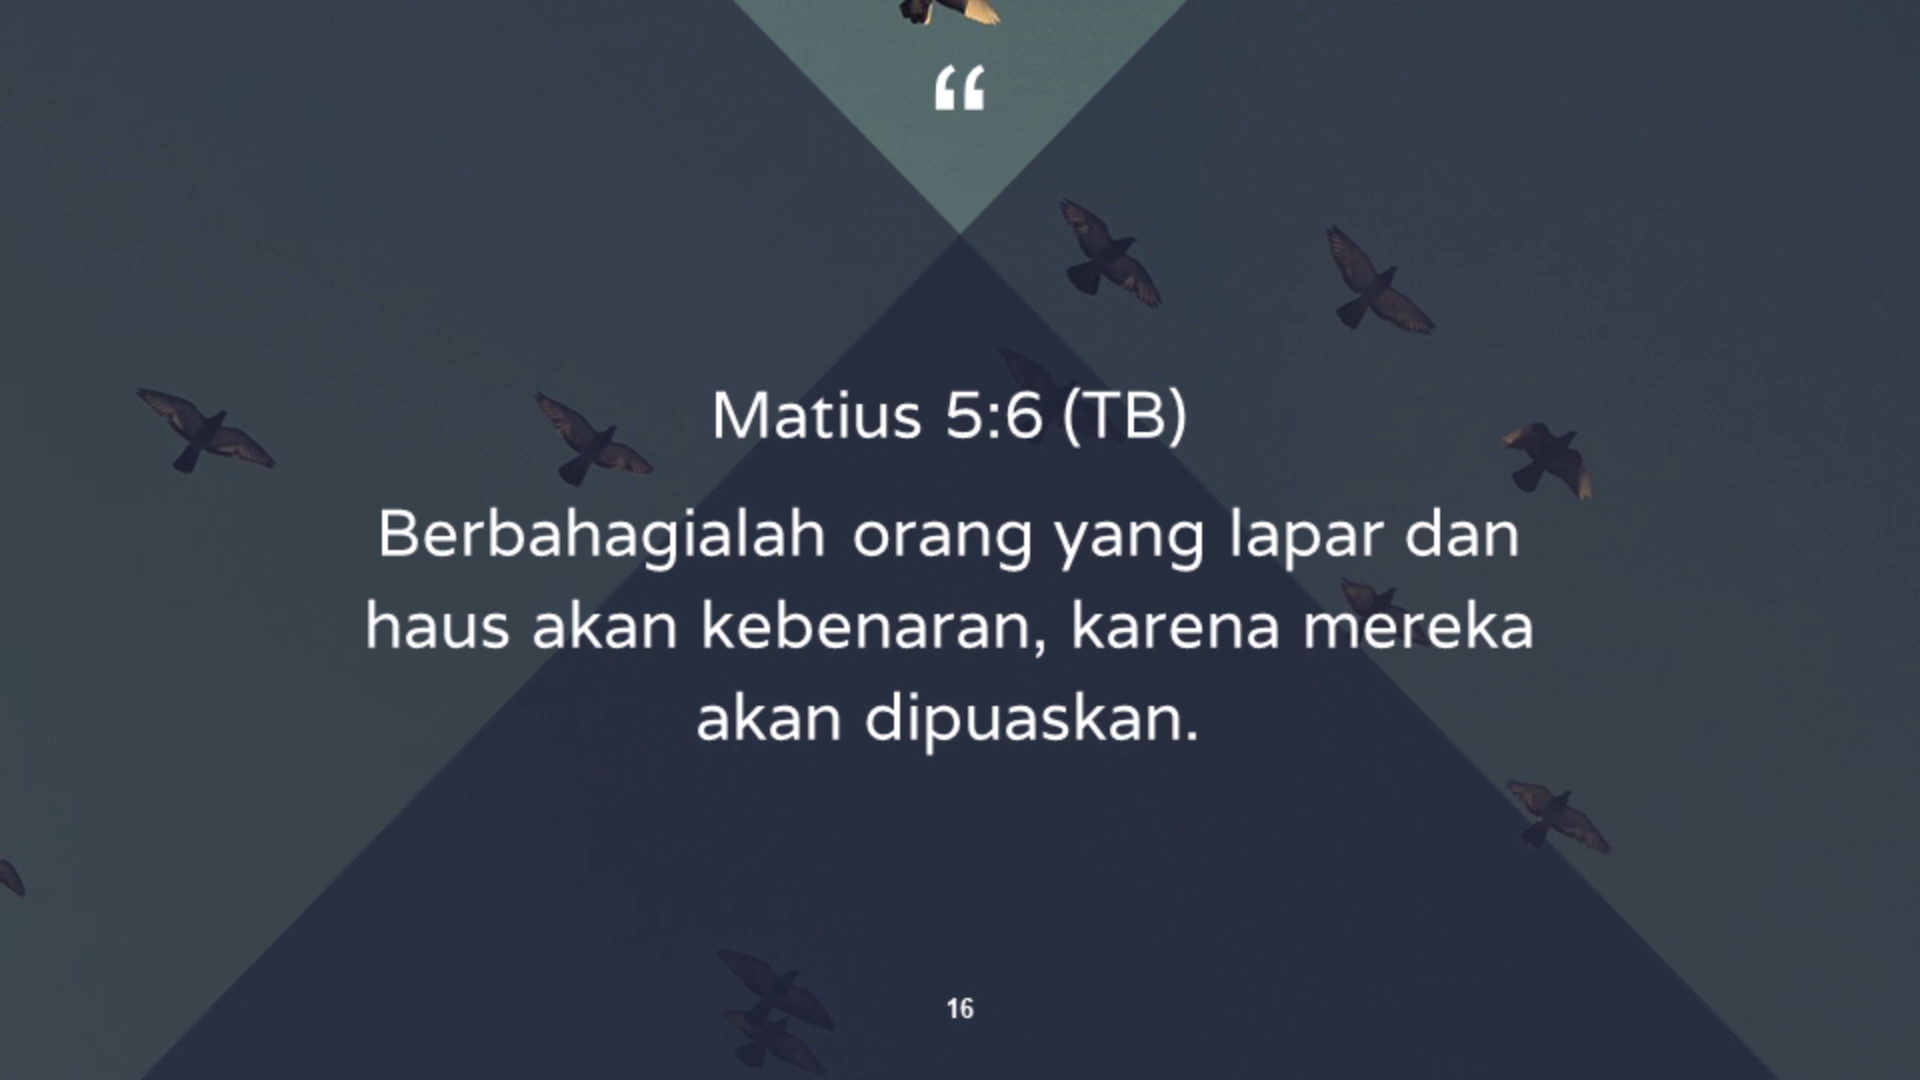 “
Matius 5:6 (TB)
Berbahagialah orang yang lapar dan
haus akan kebenaran, karena mereka
akan dipuaskan.
16